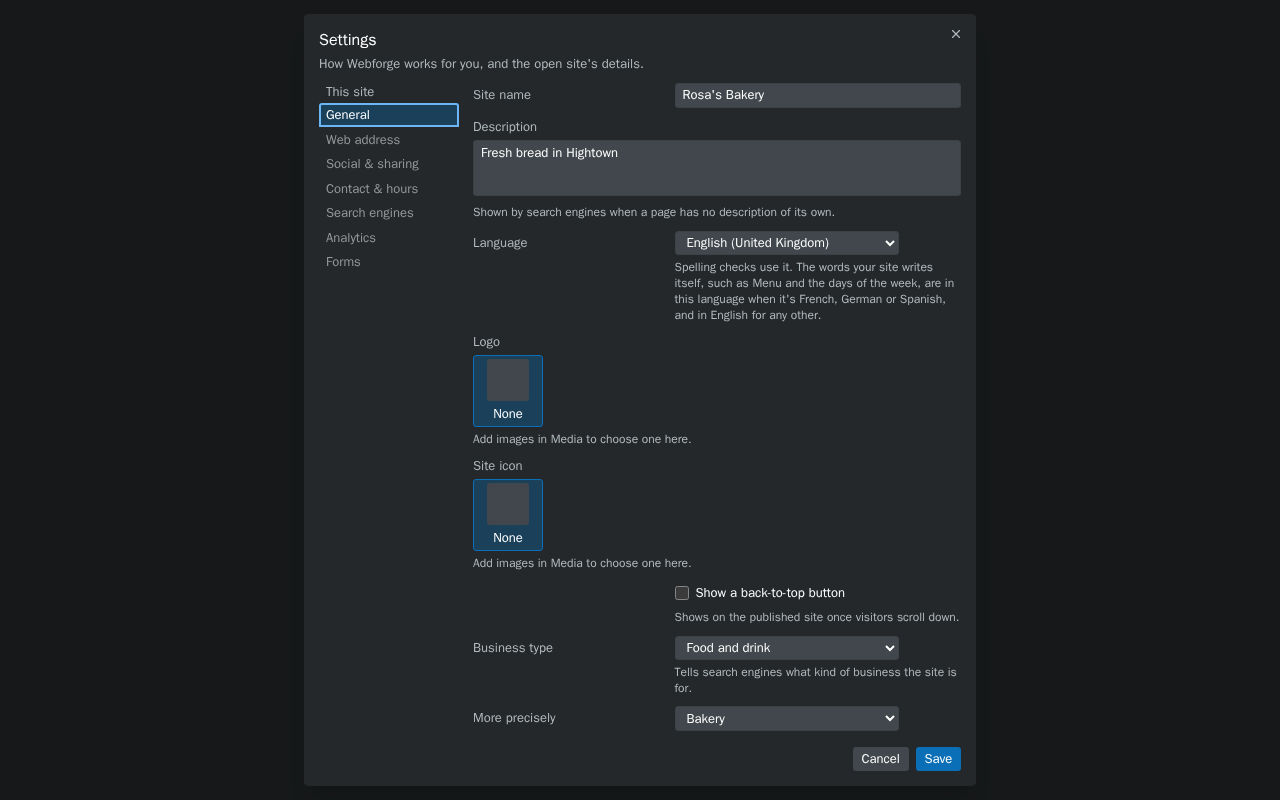 Settings
How Webforge works for you, and the open site's details.
This site
General
Web address
Social & sharing
Contact & hours
Search engines
Analytics
Forms
Site name
Rosa's Bakery
Description
Fresh bread in Hightown
Shown by search engines when a page has no description of its own.
Language
English (United Kingdom)
Spelling checks use it. The words your site writes
itself, such as Menu and the days of the week, are in
this language when it's French, German or Spanish,
and in English for any other.
Logo
None
Add images in Media to choose one here.
Site icon
None
Add images in Media to choose one here.
Show a back-to-top button
Shows on the published site once visitors scroll down.
Business type
Food and drink
Tells search engines what kind of business the site is
for.
More precisely
Bakery
Cancel
Save